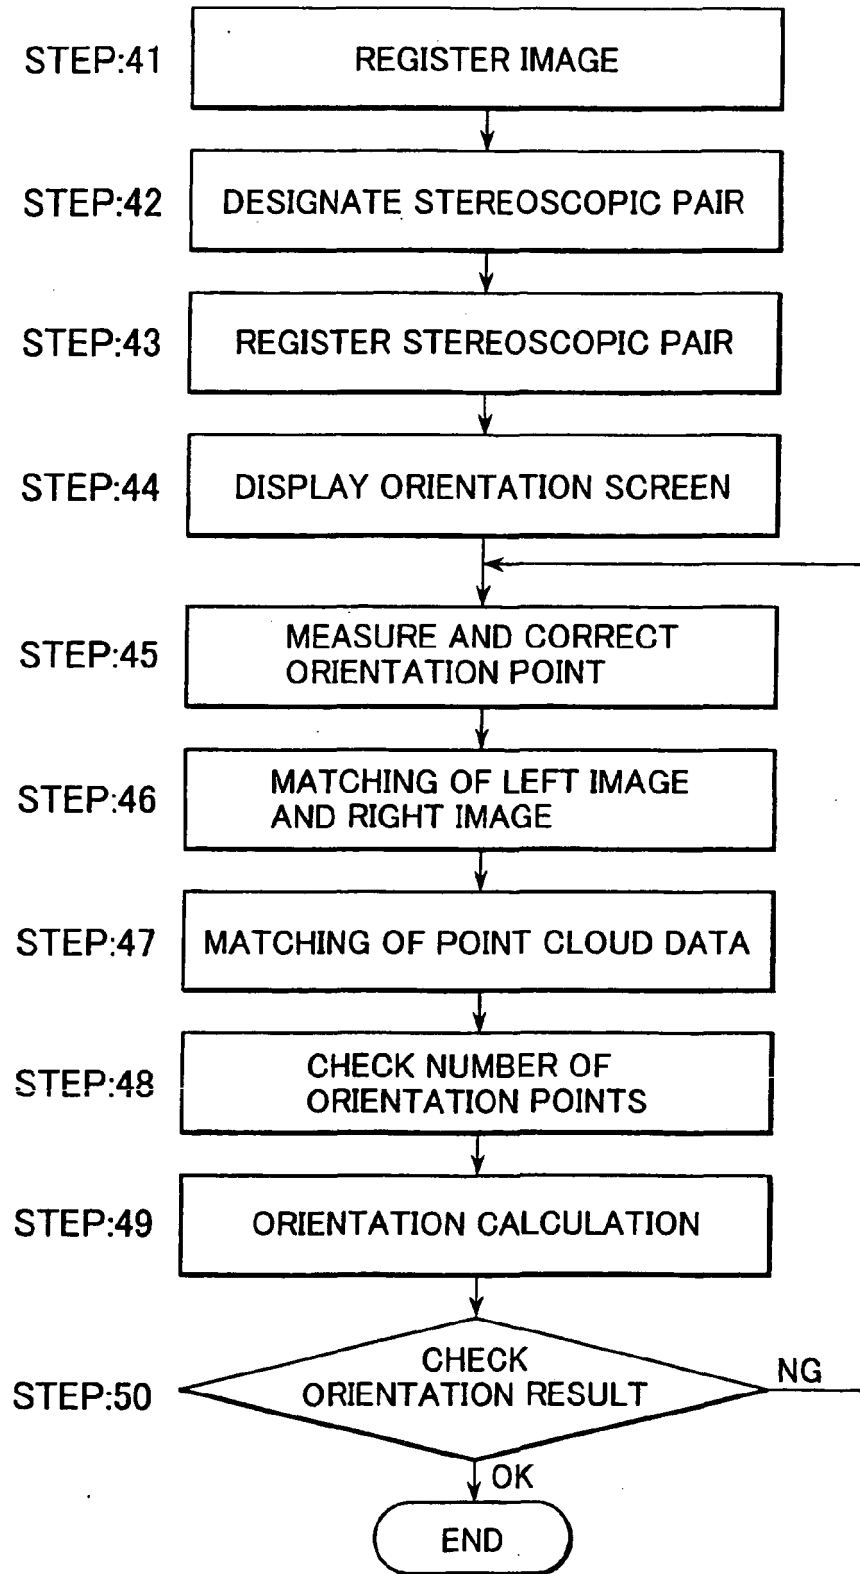 STEP:41 REGISTER IMAGE
STEP:42 DESIGNATE STEREOSCOPIC PAIR
STEP:43 REGISTER STEREOSCOPIC PAIR
STEP:44 DISPLAY ORIENTATION SCREEN
STEP:45 MEASURE AND CORRECT
ORIENTATION POINT
STEP:46 MATCHING OF LEFT IMAGE
AND RIGHT IMAGE
STEP:47 MATCHING OF POINT CLOUD DATA
STEP:48 CHECK NUMBER OF
ORIENTATION POINTS
STEP:49 ORIENTATION CALCULATION
STEP:50 CHECK
ORIENTATION RESULT
NG
OK
END